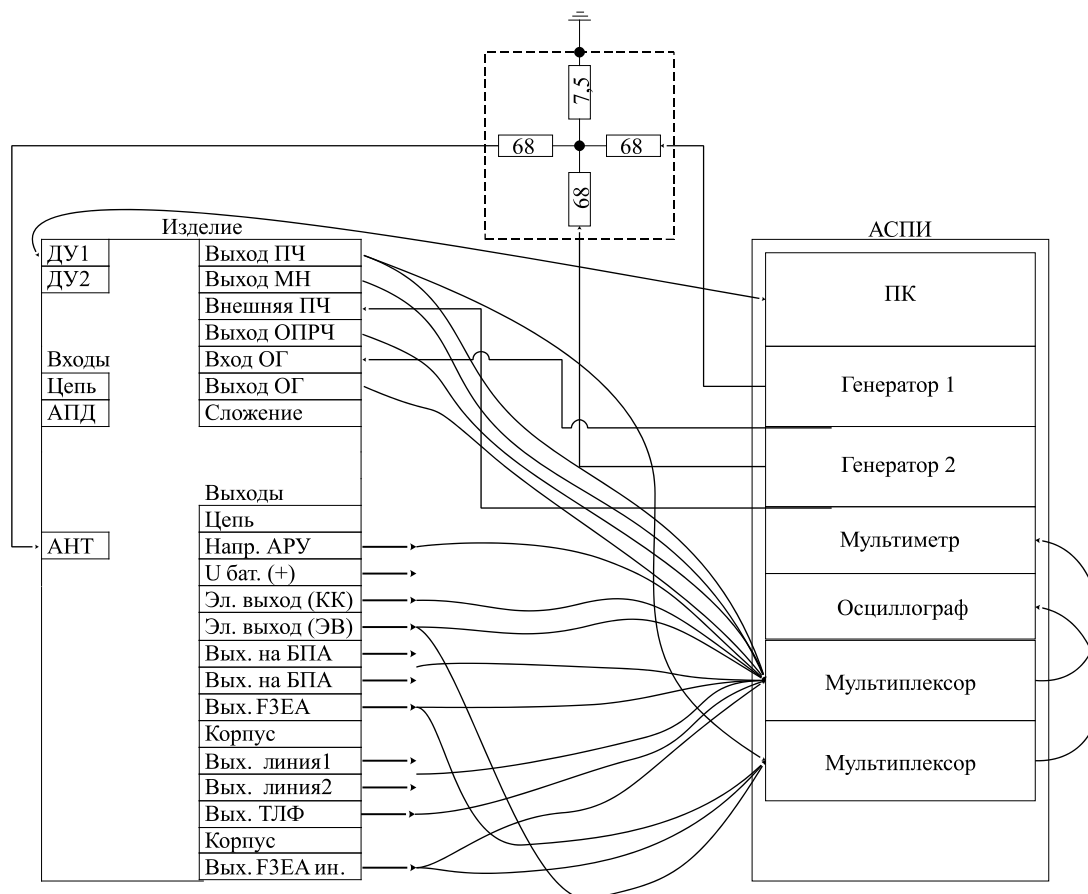 7,5
68
68
68
Изделие
ДУ1
ДУ2
Входы
Цепь
АПД
АНТ
Выход ПЧ
Выход МН
Внешняя ПЧ
Выход ОПРЧ
Вход ОГ
Выход ОГ
Сложение
Выходы
Цепь
Напр. АРУ
U бат. (+)
Эл. выход (КК)
Эл. выход (ЭВ)
Вых. на БПА
Вых. на БПА
Вых. F3EA
Корпус
Вых. линия1
Вых. линия2
Вых. ТЛФ
Корпус
Вых. F3EA ин.
АСПИ
ПК
Генератор 1
Генератор 2
Мультиметр
Осциллограф
Мультиплексор
Мультиплексор